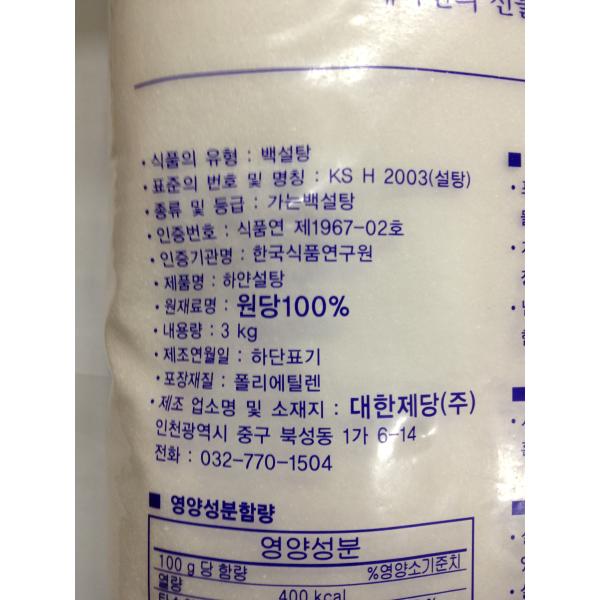 · 식품의 유형 : 백설탕
· 표준의 번호 및 명칭 : KS H 2003(설탕)
· 종류 및 등급 : 가는백설탕
· 인증번호 : 식품연 제1967-02호
· 인증기관명 : 한국식품연구원
· 제품명 : 하얀설탕
· 원재료명 : 원당100%
· 내용량 : 3 kg
· 제조연월일 : 하단표기
· 포장재질 : 폴리에틸렌
· 제조 업소명 및 소재지 : 대한제당(주)
인천광역시 중구 북성동 1가 6-14
전화 : 032-770-1504
■ 영양성분함량
영양성분
100 g 당 함량 %영양소기준치
열량 400 kcal